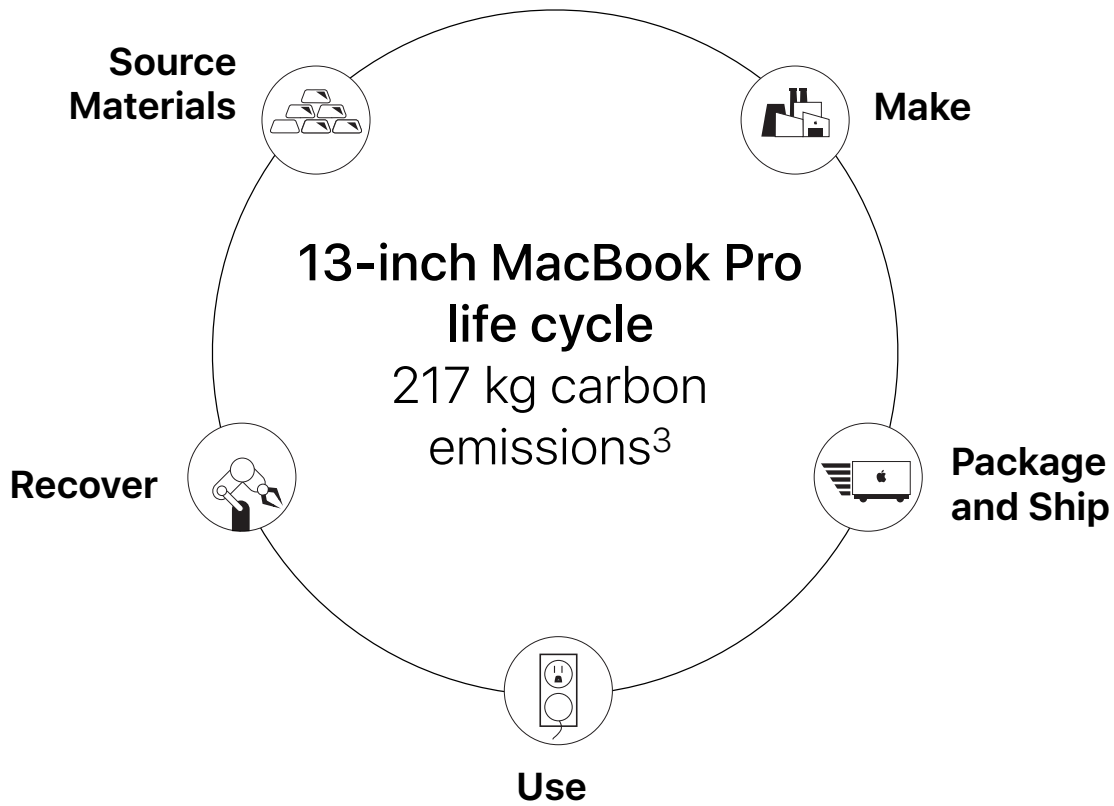 Source
Materials
Make
13-inch MacBook Pro
life cycle
217 kg carbon
emissions³
Recover
Package
and Ship
Use